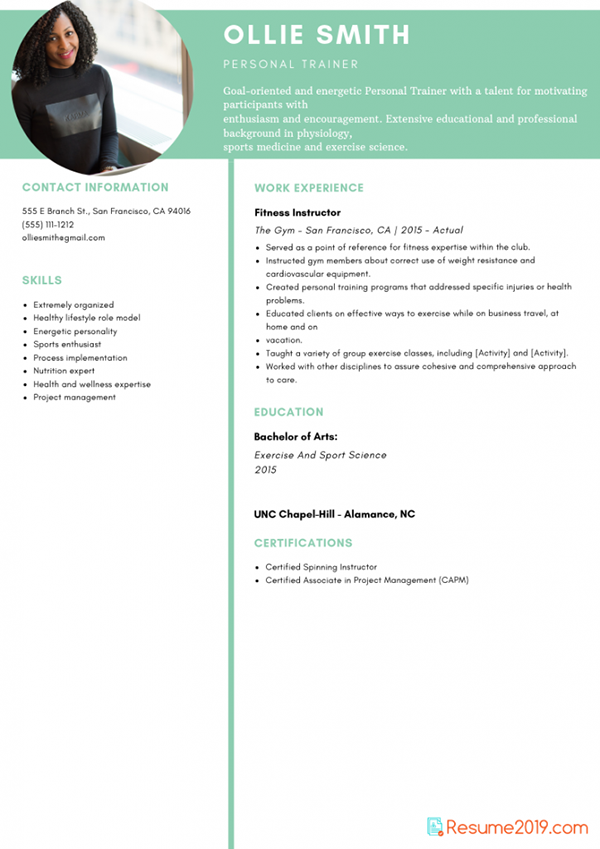 OLLIE SMITH
PERSONAL TRAINER
Goal-oriented and energetic Personal Trainer with a talent for motivating
participants with
enthusiasm and encouragement. Extensive educational and professional
background in physiology,
sports medicine and exercise science.
CONTACT INFORMATION
555 E Branch St., San Francisco, CA 94016
(555) 111-1212
olliesmith@gmail.com
SKILLS
• Extremely organized
• Healthy lifestyle role model
• Energetic personality
• Sports enthusiast
• Process implementation
• Nutrition expert
• Health and wellness expertise
• Project management
WORK EXPERIENCE
Fitness Instructor
The Gym - San Francisco, CA | 2015 - Actual
• Served as a point of reference for fitness expertise within the club.
• Instructed gym members about correct use of weight resistance and
cardiovascular equipment.
• Created personal training programs that addressed specific injuries or health
problems.
• Educated clients on effective ways to exercise while on business travel, at
home and on
• vacation.
• Taught a variety of group exercise classes, including [Activity] and [Activity].
• Worked with other disciplines to assure cohesive and comprehensive approach
to care.
EDUCATION
Bachelor of Arts:
Exercise And Sport Science
2015
UNC Chapel-Hill - Alamance, NC
CERTIFICATIONS
• Certified Spinning Instructor
• Certified Associate in Project Management (CAPM)
Resume2019.com